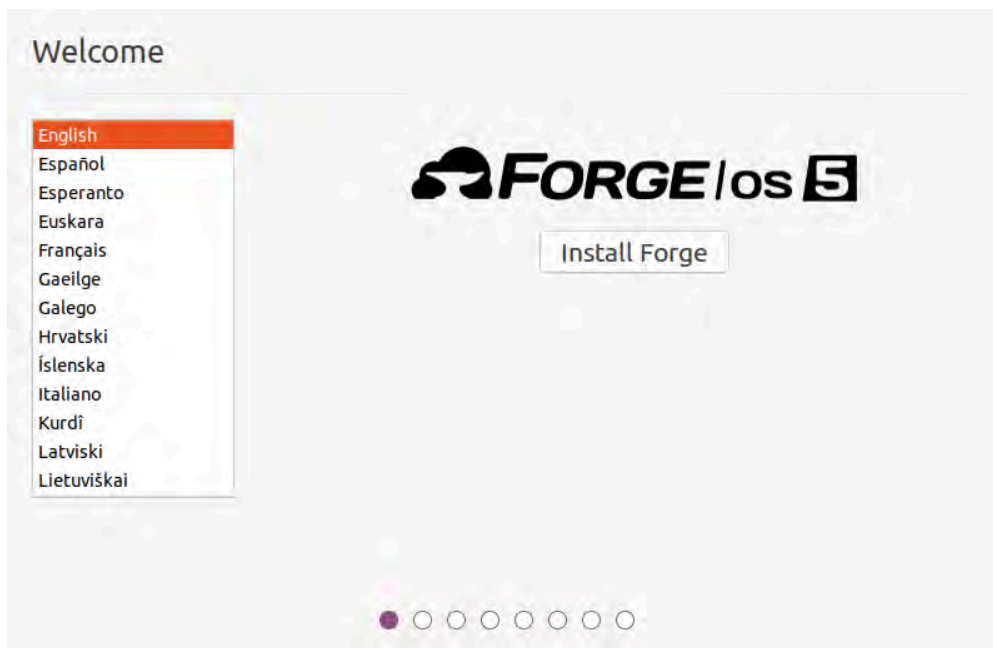 Welcome
English
Español
Esperanto
Euskara
Français
Gaeilge
Galego
Hrvatski
Íslenska
Italiano
Kurdî
Latviski
Lietuviškai
FORGE/os 5
Install Forge